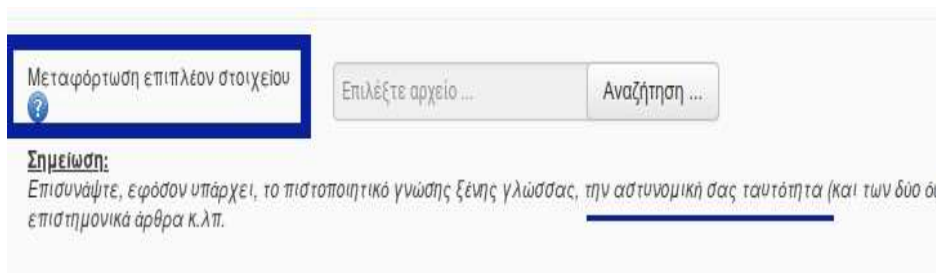 Μεταφόρτωση επιπλέον στοιχείου
?
Επιλέξτε αρχείο ...
Αναζήτηση ...
Σημείωση:
Επισυνάψτε, εφόσον υπάρχει, το πιστοποιητικό γνώσης ξένης γλώσσας, την αστυνομική σας ταυτότητα (και των δύο
επιστημονικά άρθρα κ.λπ.